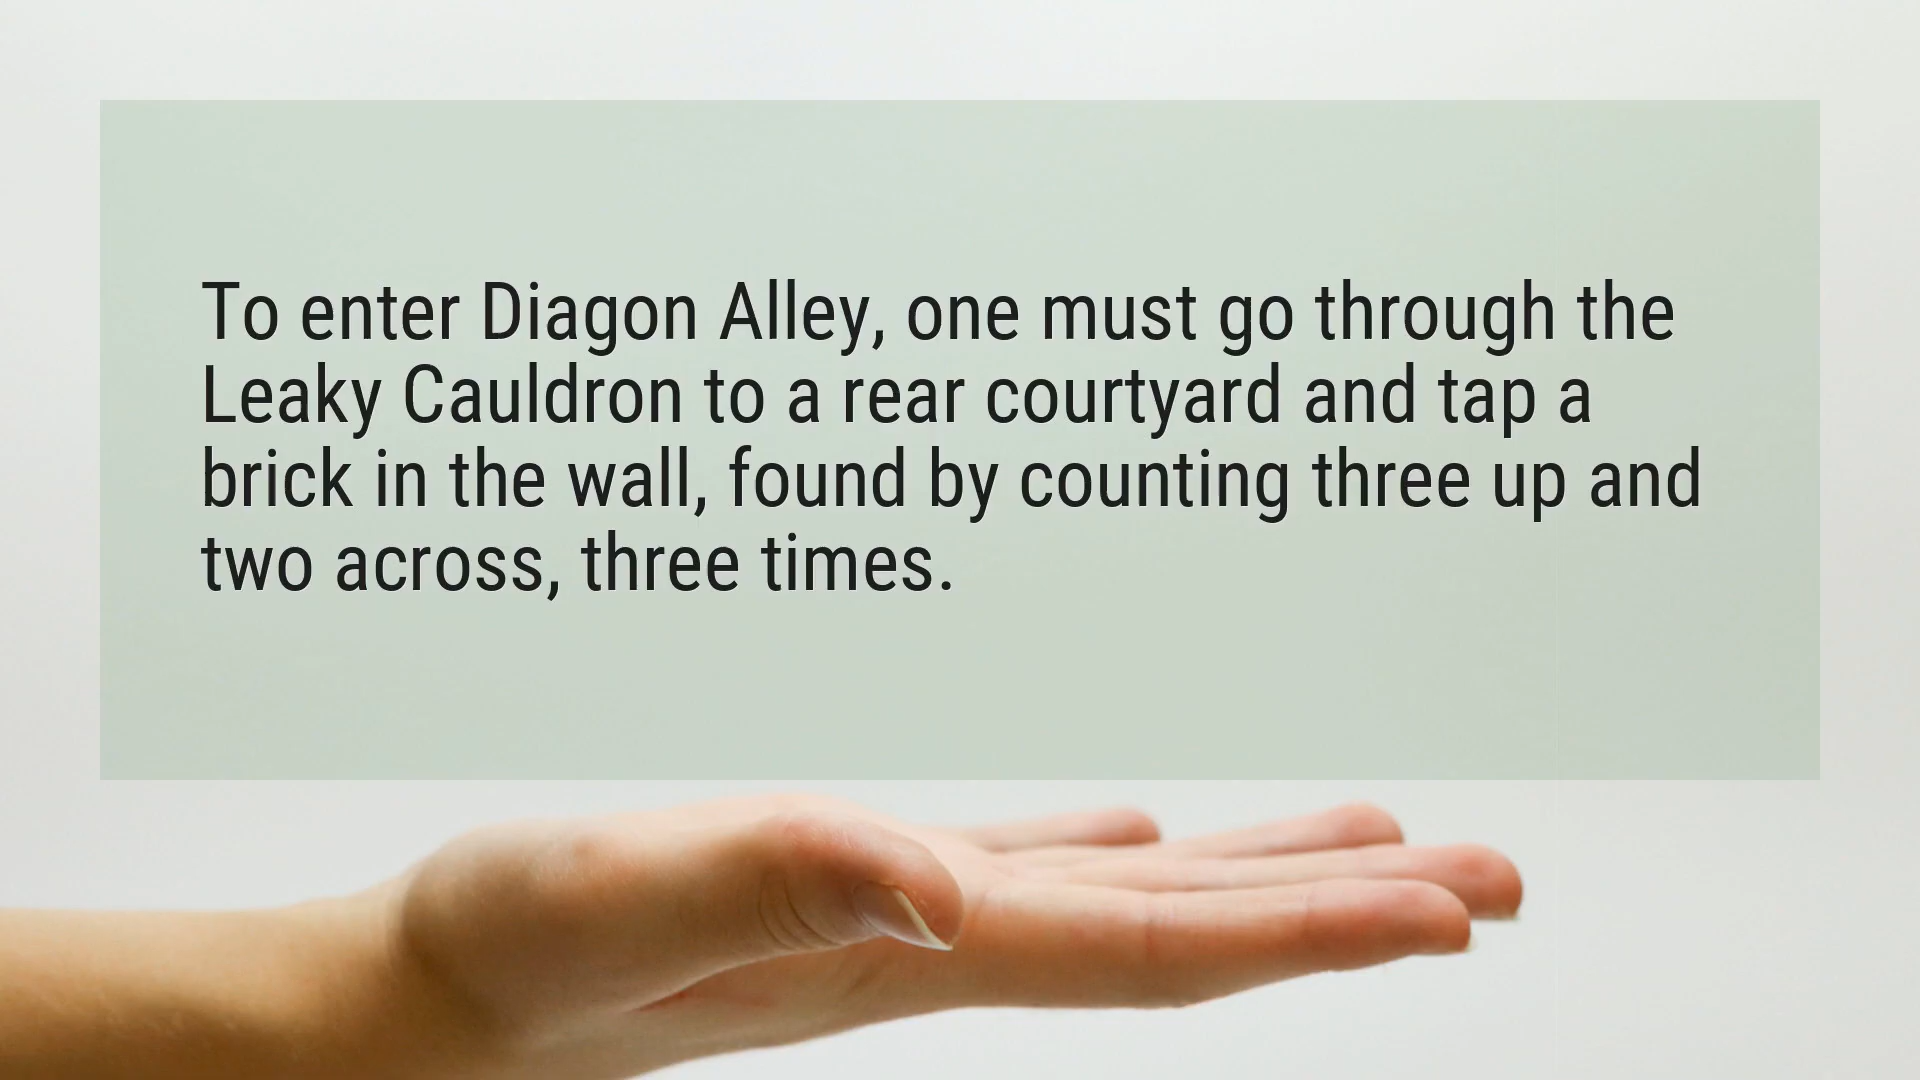 To enter Diagon Alley, one must go through the
Leaky Cauldron to a rear courtyard and tap a
brick in the wall, found by counting three up and
two across, three times.